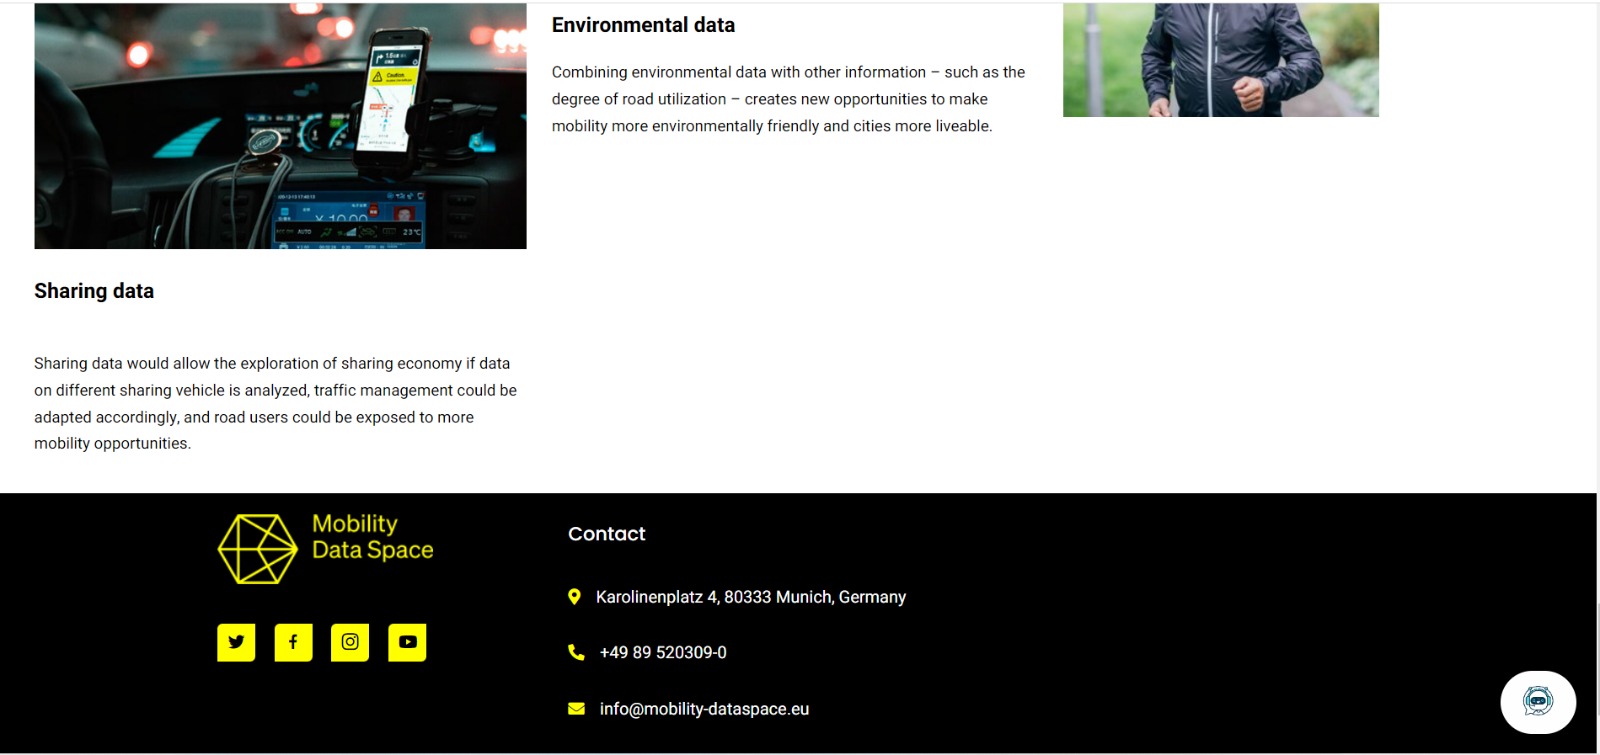 Environmental data
Combining environmental data with other information – such as the
degree of road utilization – creates new opportunities to make
mobility more environmentally friendly and cities more liveable.
Caution.
AUTO
23℃
Sharing data
Sharing data would allow the exploration of sharing economy if data
on different sharing vehicle is analyzed, traffic management could be
adapted accordingly, and road users could be exposed to more
mobility opportunities.
Mobility
Data Space
Contact
Karolinenplatz 4, 80333 Munich, Germany
+49 89 520309-0
info@mobility-dataspace.eu